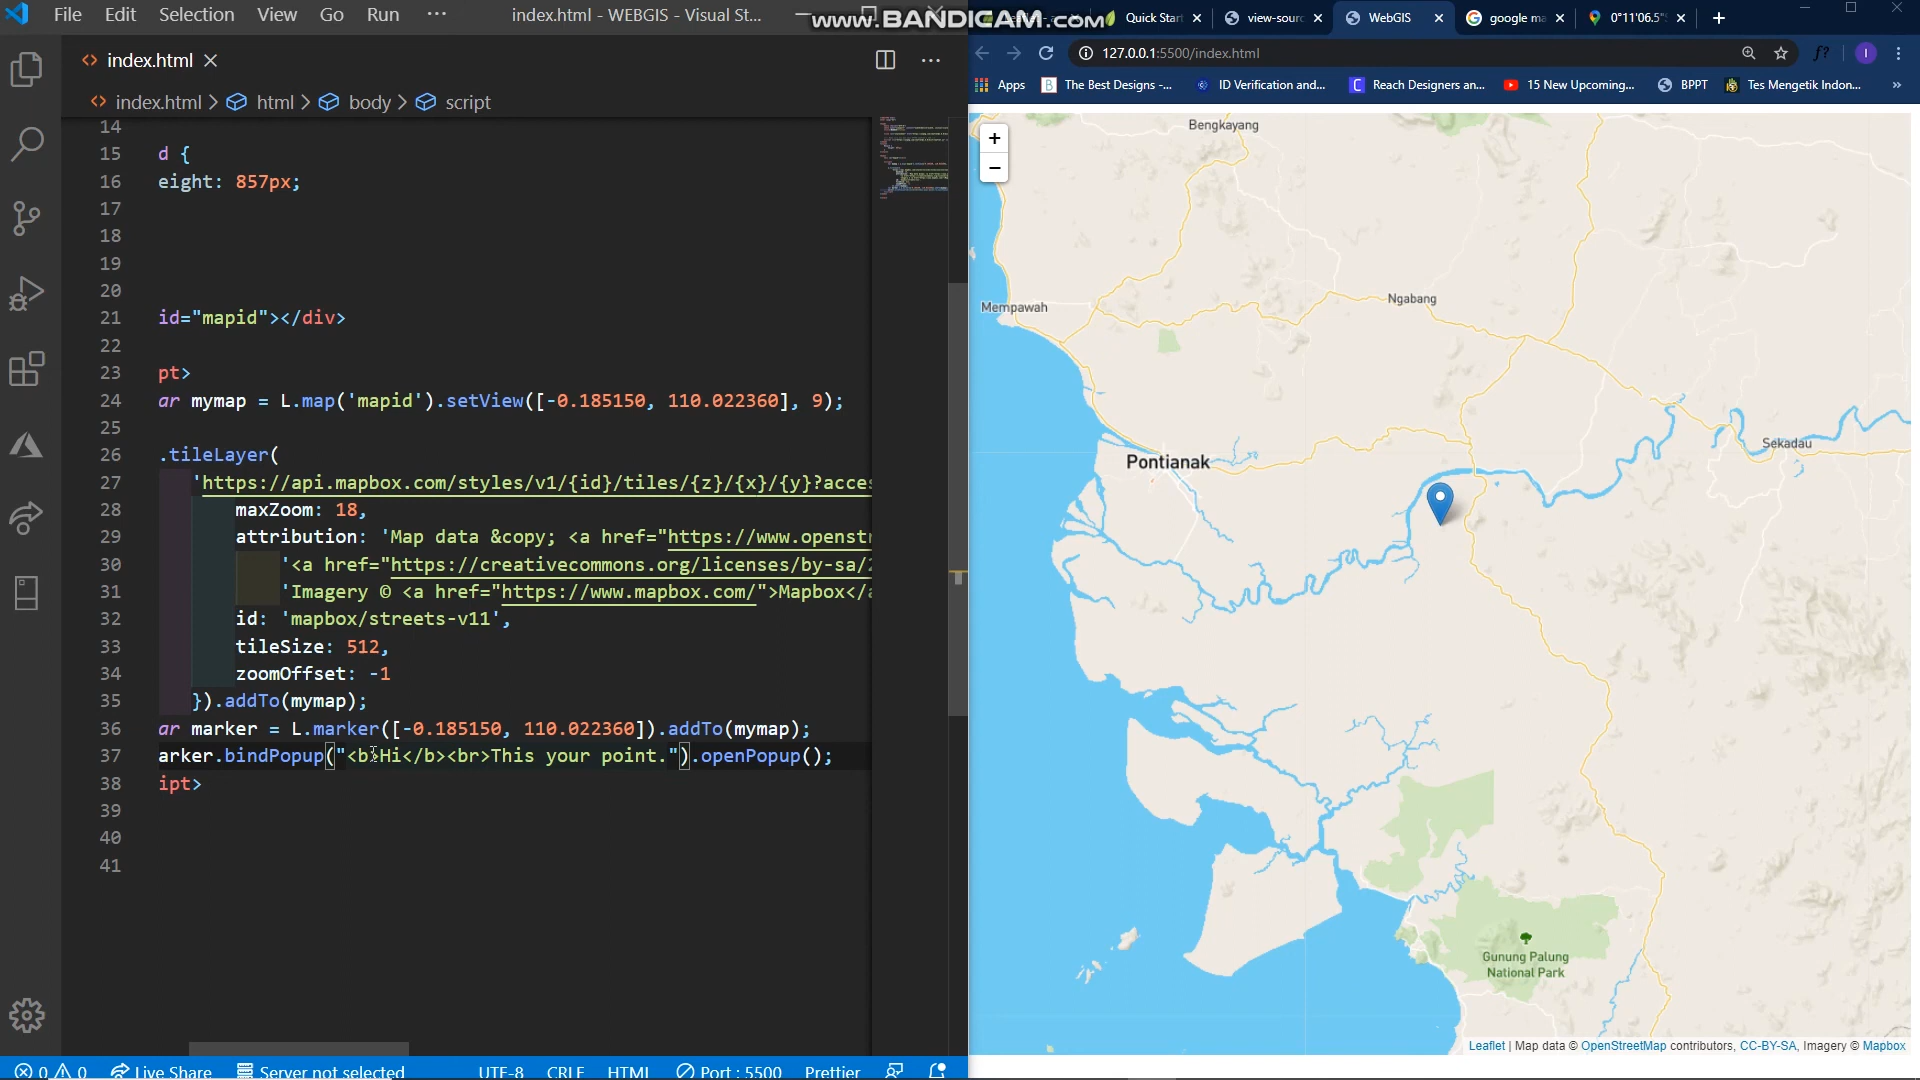 File Edit Selection View Go Run ··· index.html - WEBGIS - Visual St...
www.BANDICAM.com
index.html
index.html > html > body > script
14
15 d {
16 eight: 857px;
17
18
19
20
21 id="mapid"></div>
22
23 pt>
24 ar mymap = L.map('mapid').setView([-0.185150, 110.022360], 9);
25
26 .tileLayer(
27 'https://api.mapbox.com/styles/v1/{id}/tiles/{z}/{x}/{y}?acces
28 maxZoom: 18,
29 attribution: 'Map data &copy; <a href="https://www.openstr
30 '<a href="https://creativecommons.org/licenses/by-sa/2
31 'Imagery © <a href="https://www.mapbox.com/">Mapbox</a
32 id: 'mapbox/streets-v11',
33 tileSize: 512,
34 zoomOffset: -1
35 }).addTo(mymap);
36 ar marker = L.marker([-0.185150, 110.022360]).addTo(mymap);
37 arker.bindPopup("<b>Hi</b><br>This your point.").openPopup();
38 ipt>
39
40
41
0 0 Live Share Server not selected UTF-8 CRLF HTML Port : 5500 Prettier
Quick Star view-sour WebGIS google ma 0°11'06.5"
127.0.0.1:5500/index.html
f? I
Apps The Best Designs -... ID Verification and... Reach Designers an... 15 New Upcoming... BPPT Tes Mengetik Indon... »
+
−
Bengkayang
Mempawah
Ngabang
Pontianak
Sekadau
Gunung Palung
National Park
Leaflet | Map data © OpenStreetMap contributors, CC-BY-SA, Imagery © Mapbox